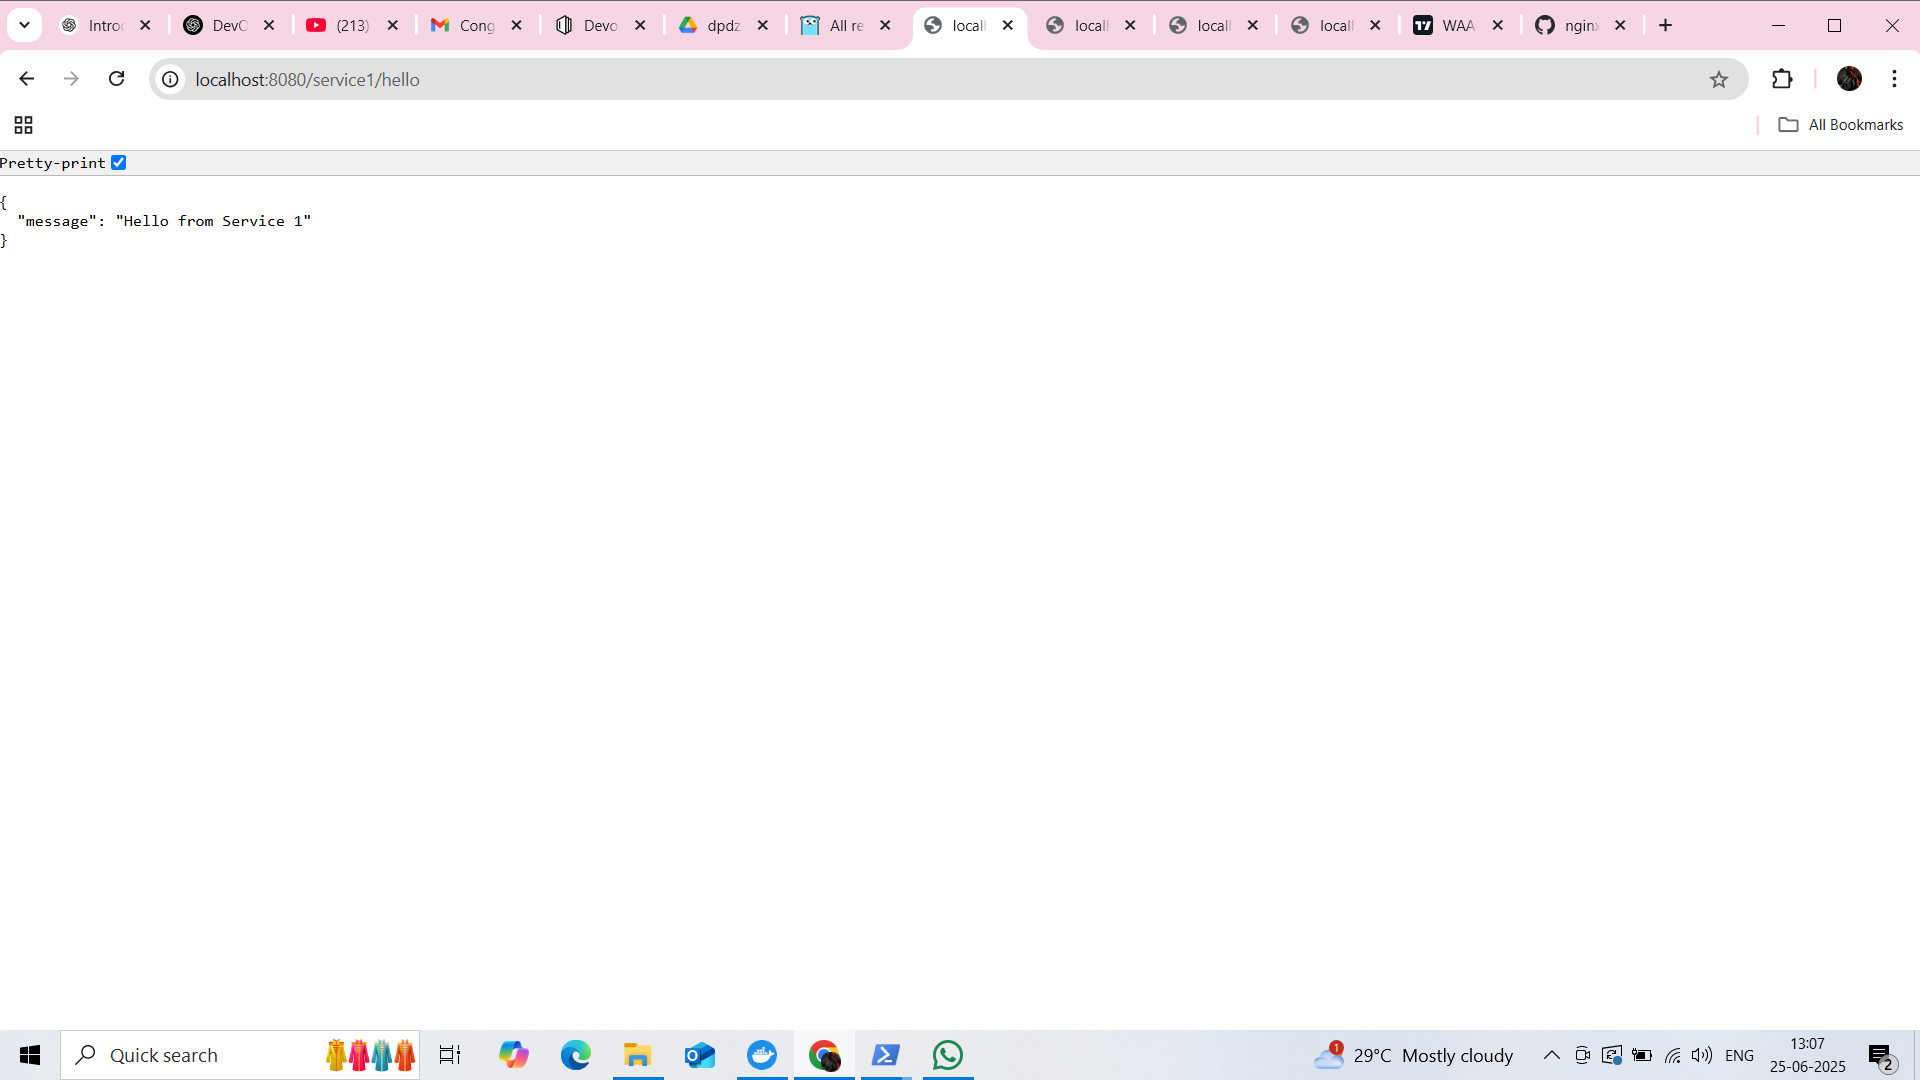 Intro DevO (213) Cong Devo dpdz All re locall locall locall locall WAA nginx
localhost:8080/service1/hello
All Bookmarks
Pretty-print
{
"message": "Hello from Service 1"
}
Quick search 1 29°C Mostly cloudy ENG 13:07
25-06-2025 2